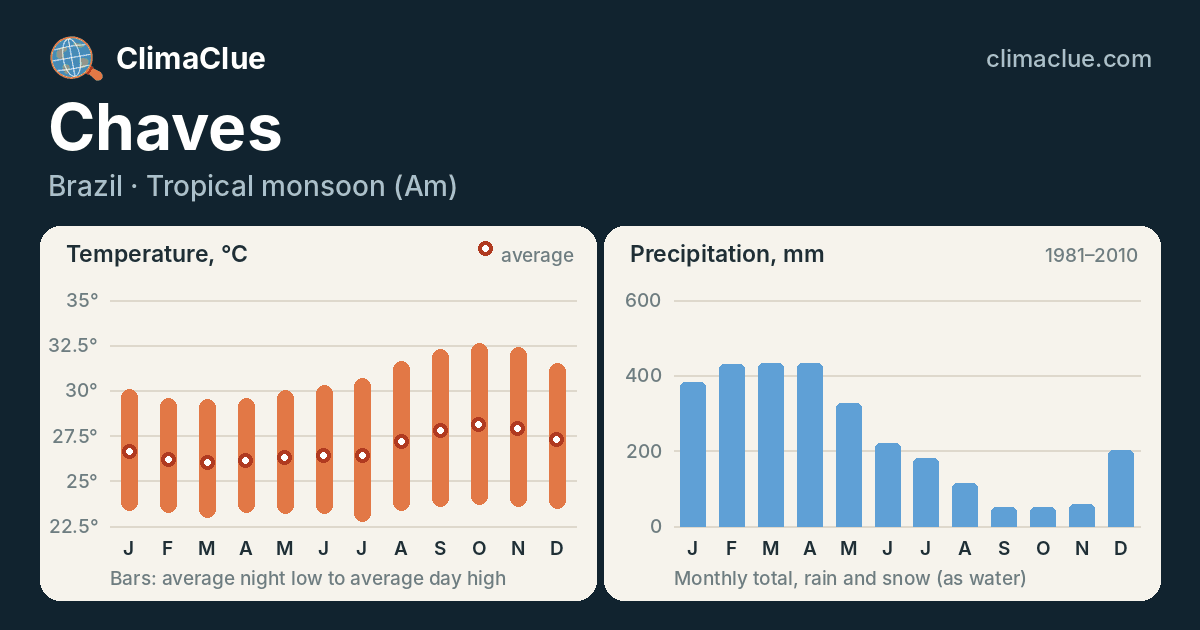 ClimaClue
climaclue.com
Chaves
Brazil · Tropical monsoon (Am)
Temperature, °C
average
35°
32.5°
30°
27.5°
25°
22.5°
J F M A M J J A S O N D
Bars: average night low to average day high
Precipitation, mm
1981–2010
600
400
200
0
J F M A M J J A S O N D
Monthly total, rain and snow (as water)